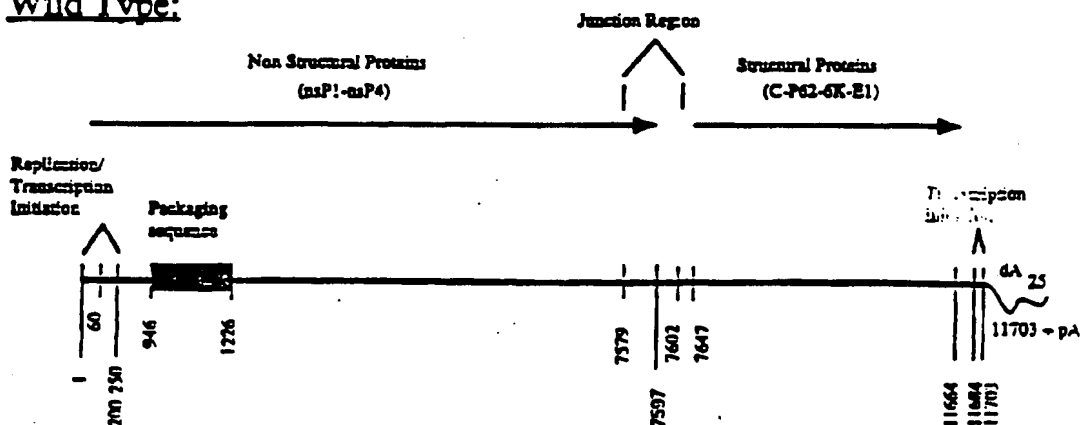 Wild Type:
Junction Region
Non Structural Proteins
(nsP1-nsP4)
Structural Proteins
(C-P62-6K-E1)
Replication/
Transcription
Initiation
Packaging
sequence
Transcription
dA 25
11703 + pA
1
60
200 250
946
1226
7579
7597
7602
7647
11664
11684
11703